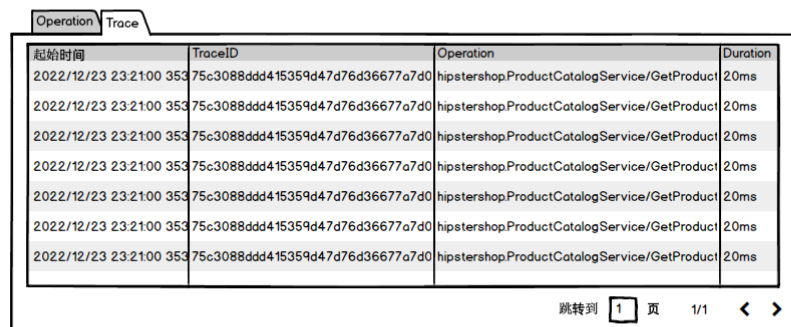 Operation Trace
起始时间 TraceID Operation Duration
2022/12/23 23:21:00 353 75c3088ddd415359d47d76d36677a7d0 hipstershop.ProductCatalogService/GetProduct 20ms
2022/12/23 23:21:00 353 75c3088ddd415359d47d76d36677a7d0 hipstershop.ProductCatalogService/GetProduct 20ms
2022/12/23 23:21:00 353 75c3088ddd415359d47d76d36677a7d0 hipstershop.ProductCatalogService/GetProduct 20ms
2022/12/23 23:21:00 353 75c3088ddd415359d47d76d36677a7d0 hipstershop.ProductCatalogService/GetProduct 20ms
2022/12/23 23:21:00 353 75c3088ddd415359d47d76d36677a7d0 hipstershop.ProductCatalogService/GetProduct 20ms
2022/12/23 23:21:00 353 75c3088ddd415359d47d76d36677a7d0 hipstershop.ProductCatalogService/GetProduct 20ms
2022/12/23 23:21:00 353 75c3088ddd415359d47d76d36677a7d0 hipstershop.ProductCatalogService/GetProduct 20ms
跳转到 1 页 1/1